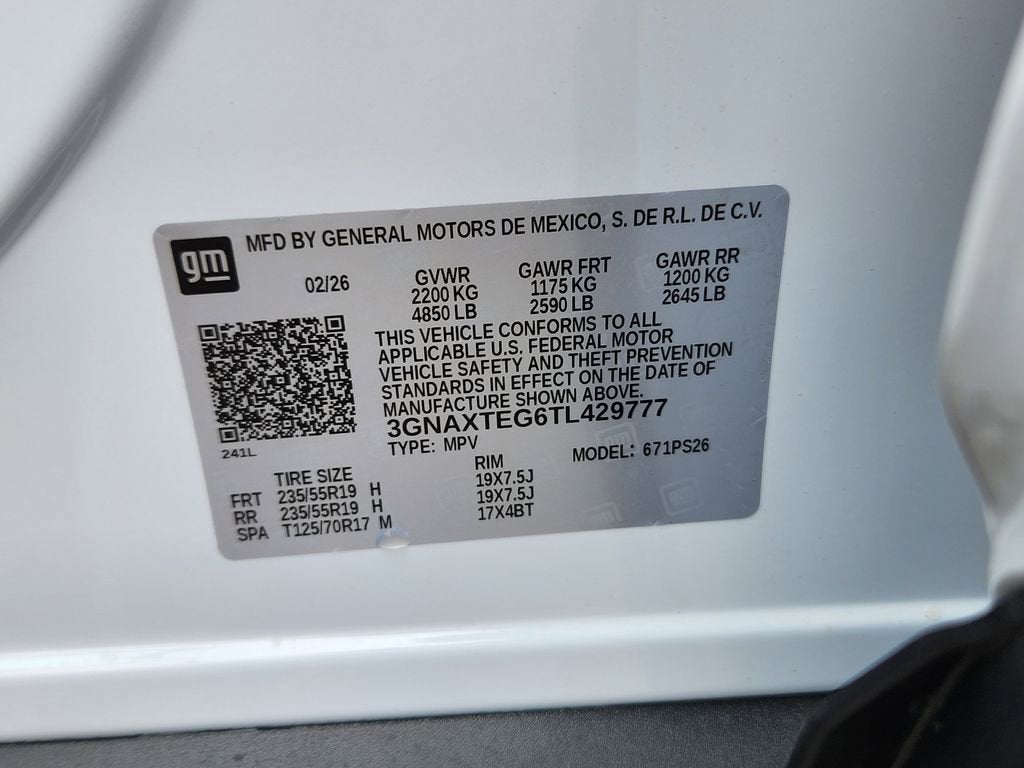 gm
MFD BY GENERAL MOTORS DE MEXICO, S. DE R.L. DE C.V.
02/26 GVWR GAWR FRT GAWR RR
2200 KG 1175 KG 1200 KG
4850 LB 2590 LB 2645 LB
THIS VEHICLE CONFORMS TO ALL
APPLICABLE U.S. FEDERAL MOTOR
VEHICLE SAFETY AND THEFT PREVENTION
STANDARDS IN EFFECT ON THE DATE OF
MANUFACTURE SHOWN ABOVE.
3GNAXTEG6TL429777
241L
TYPE: MPV MODEL: 671PS26
TIRE SIZE RIM
FRT 235/55R19 H 19X7.5J
RR 235/55R19 H 19X7.5J
SPA T125/70R17 M 17X4BT